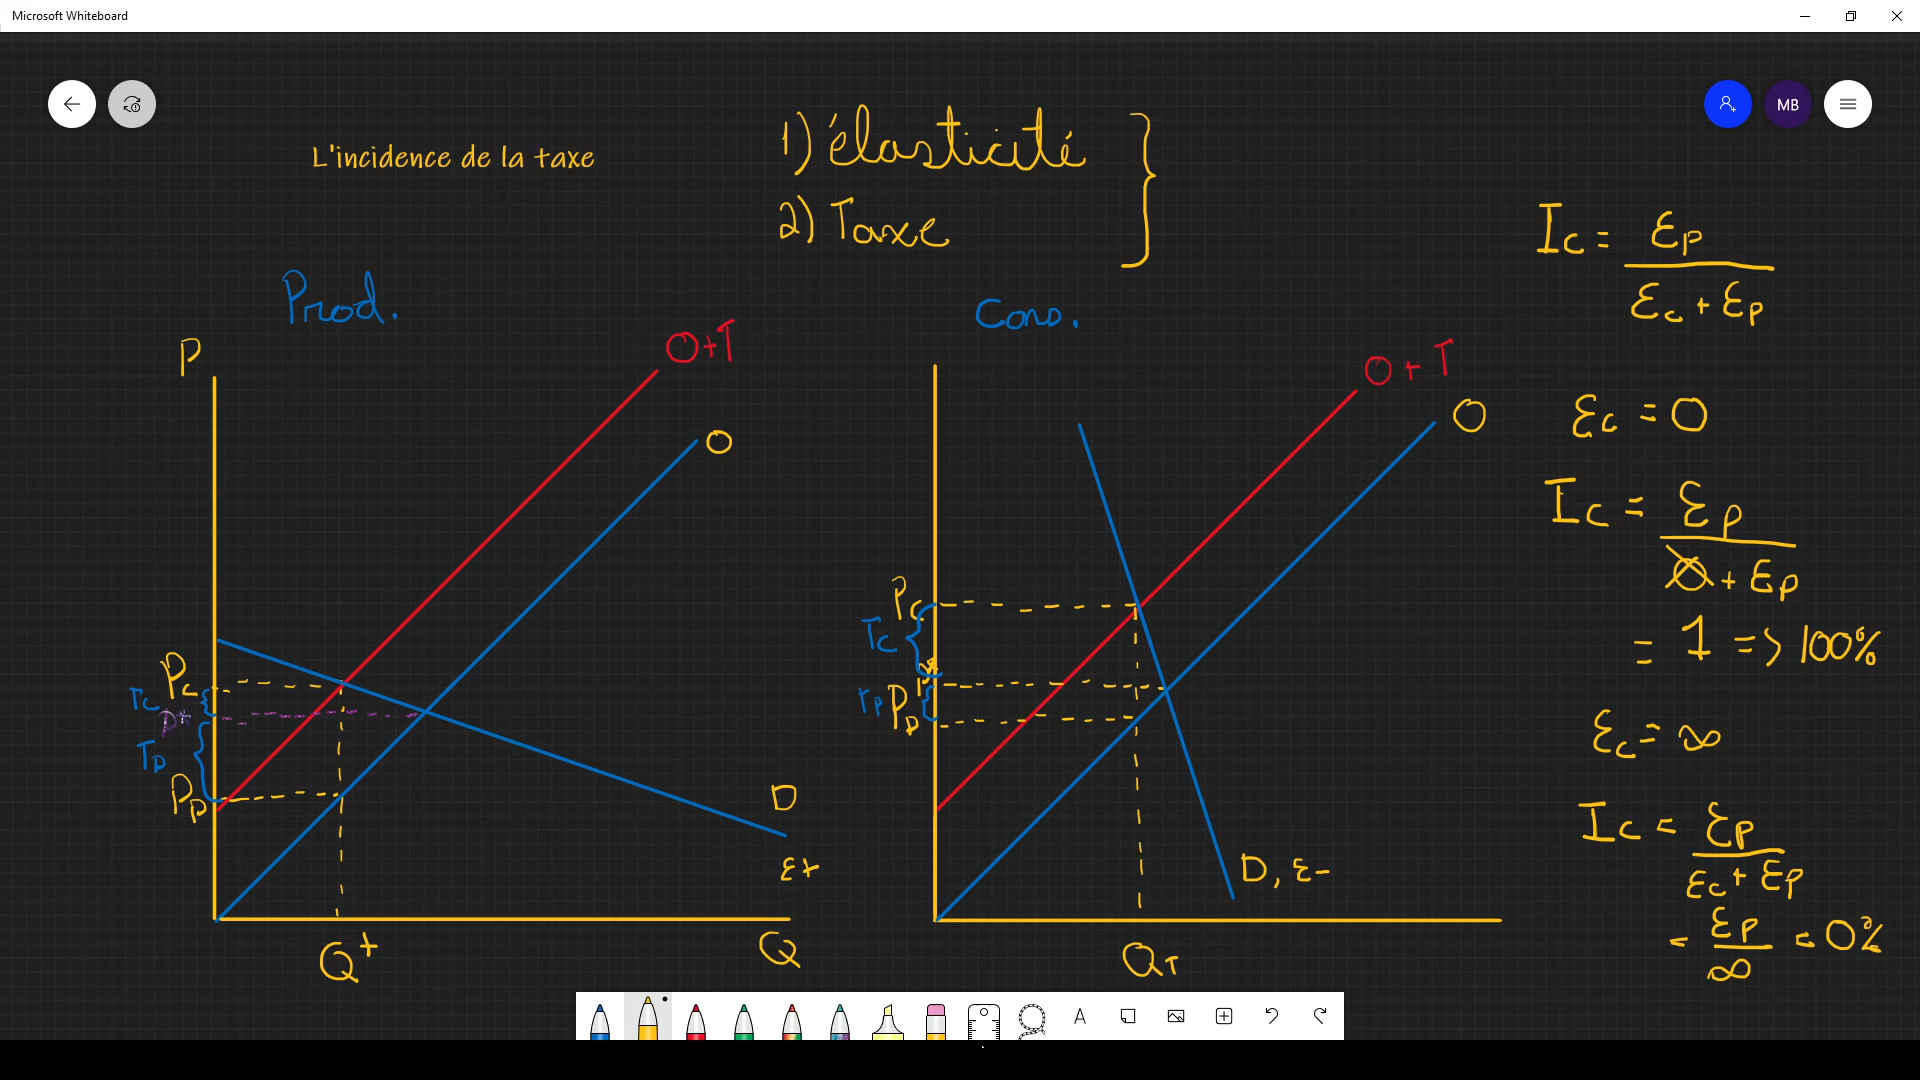 Microsoft Whiteboard
MB
L'incidence de la taxe
1) élasticité
2) Taxe
Prod.
P
O+T
O
Pc
Tc
P*
TP
PP
D
ε+
Q+
Q
Cons.
O + T
O
Pc
Tc
TP
PP
D, ε-
QT
Ic = εp / εc + εp
εc = 0
Ic = εp / 0 + εp
= 1 => 100%
εc = ∞
Ic = εp / εc + εp
= εp / ∞ = 0%
A